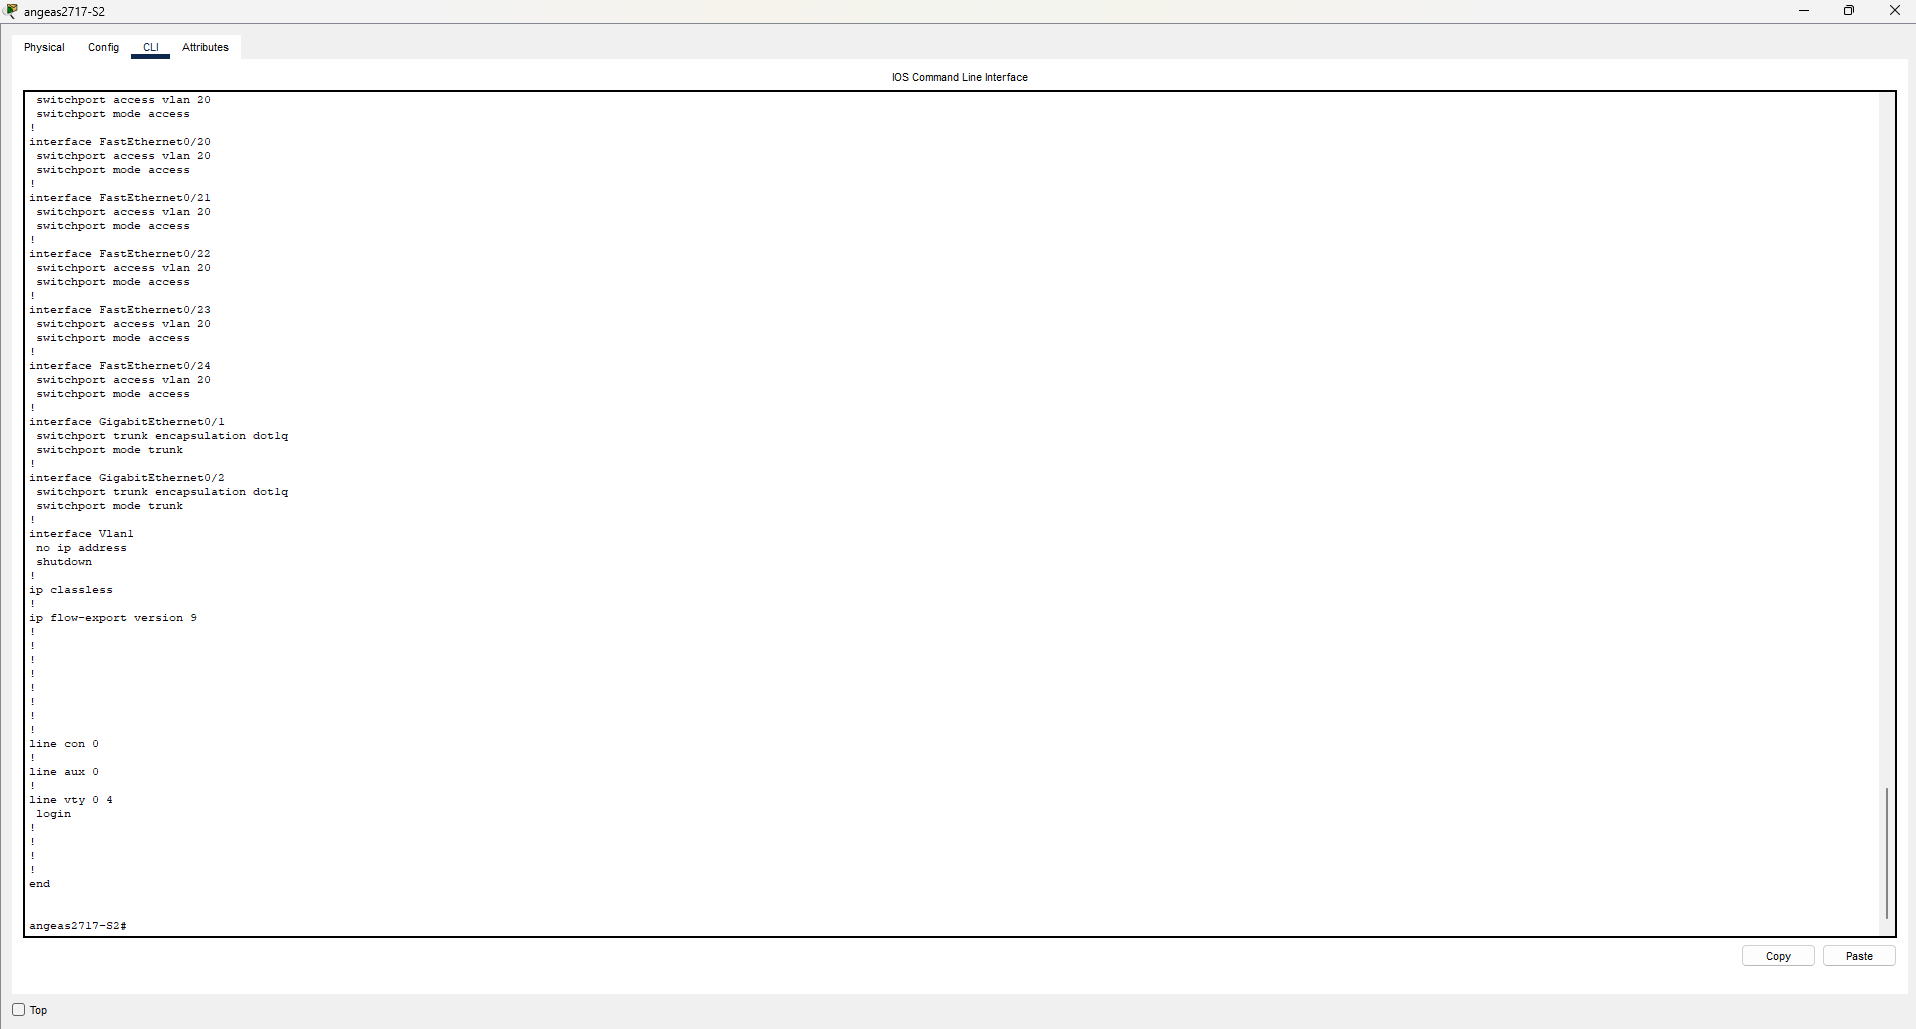 angeas2717-S2
Physical Config CLI Attributes
IOS Command Line Interface
switchport access vlan 20
switchport mode access
!
interface FastEthernet0/20
switchport access vlan 20
switchport mode access
!
interface FastEthernet0/21
switchport access vlan 20
switchport mode access
!
interface FastEthernet0/22
switchport access vlan 20
switchport mode access
!
interface FastEthernet0/23
switchport access vlan 20
switchport mode access
!
interface FastEthernet0/24
switchport access vlan 20
switchport mode access
!
interface GigabitEthernet0/1
switchport trunk encapsulation dot1q
switchport mode trunk
!
interface GigabitEthernet0/2
switchport trunk encapsulation dot1q
switchport mode trunk
!
interface Vlan1
no ip address
shutdown
!
ip classless
!
ip flow-export version 9
!
!
!
!
!
!
!
!
line con 0
!
line aux 0
!
line vty 0 4
login
!
!
!
!
end
angeas2717-S2#
Copy Paste
Top